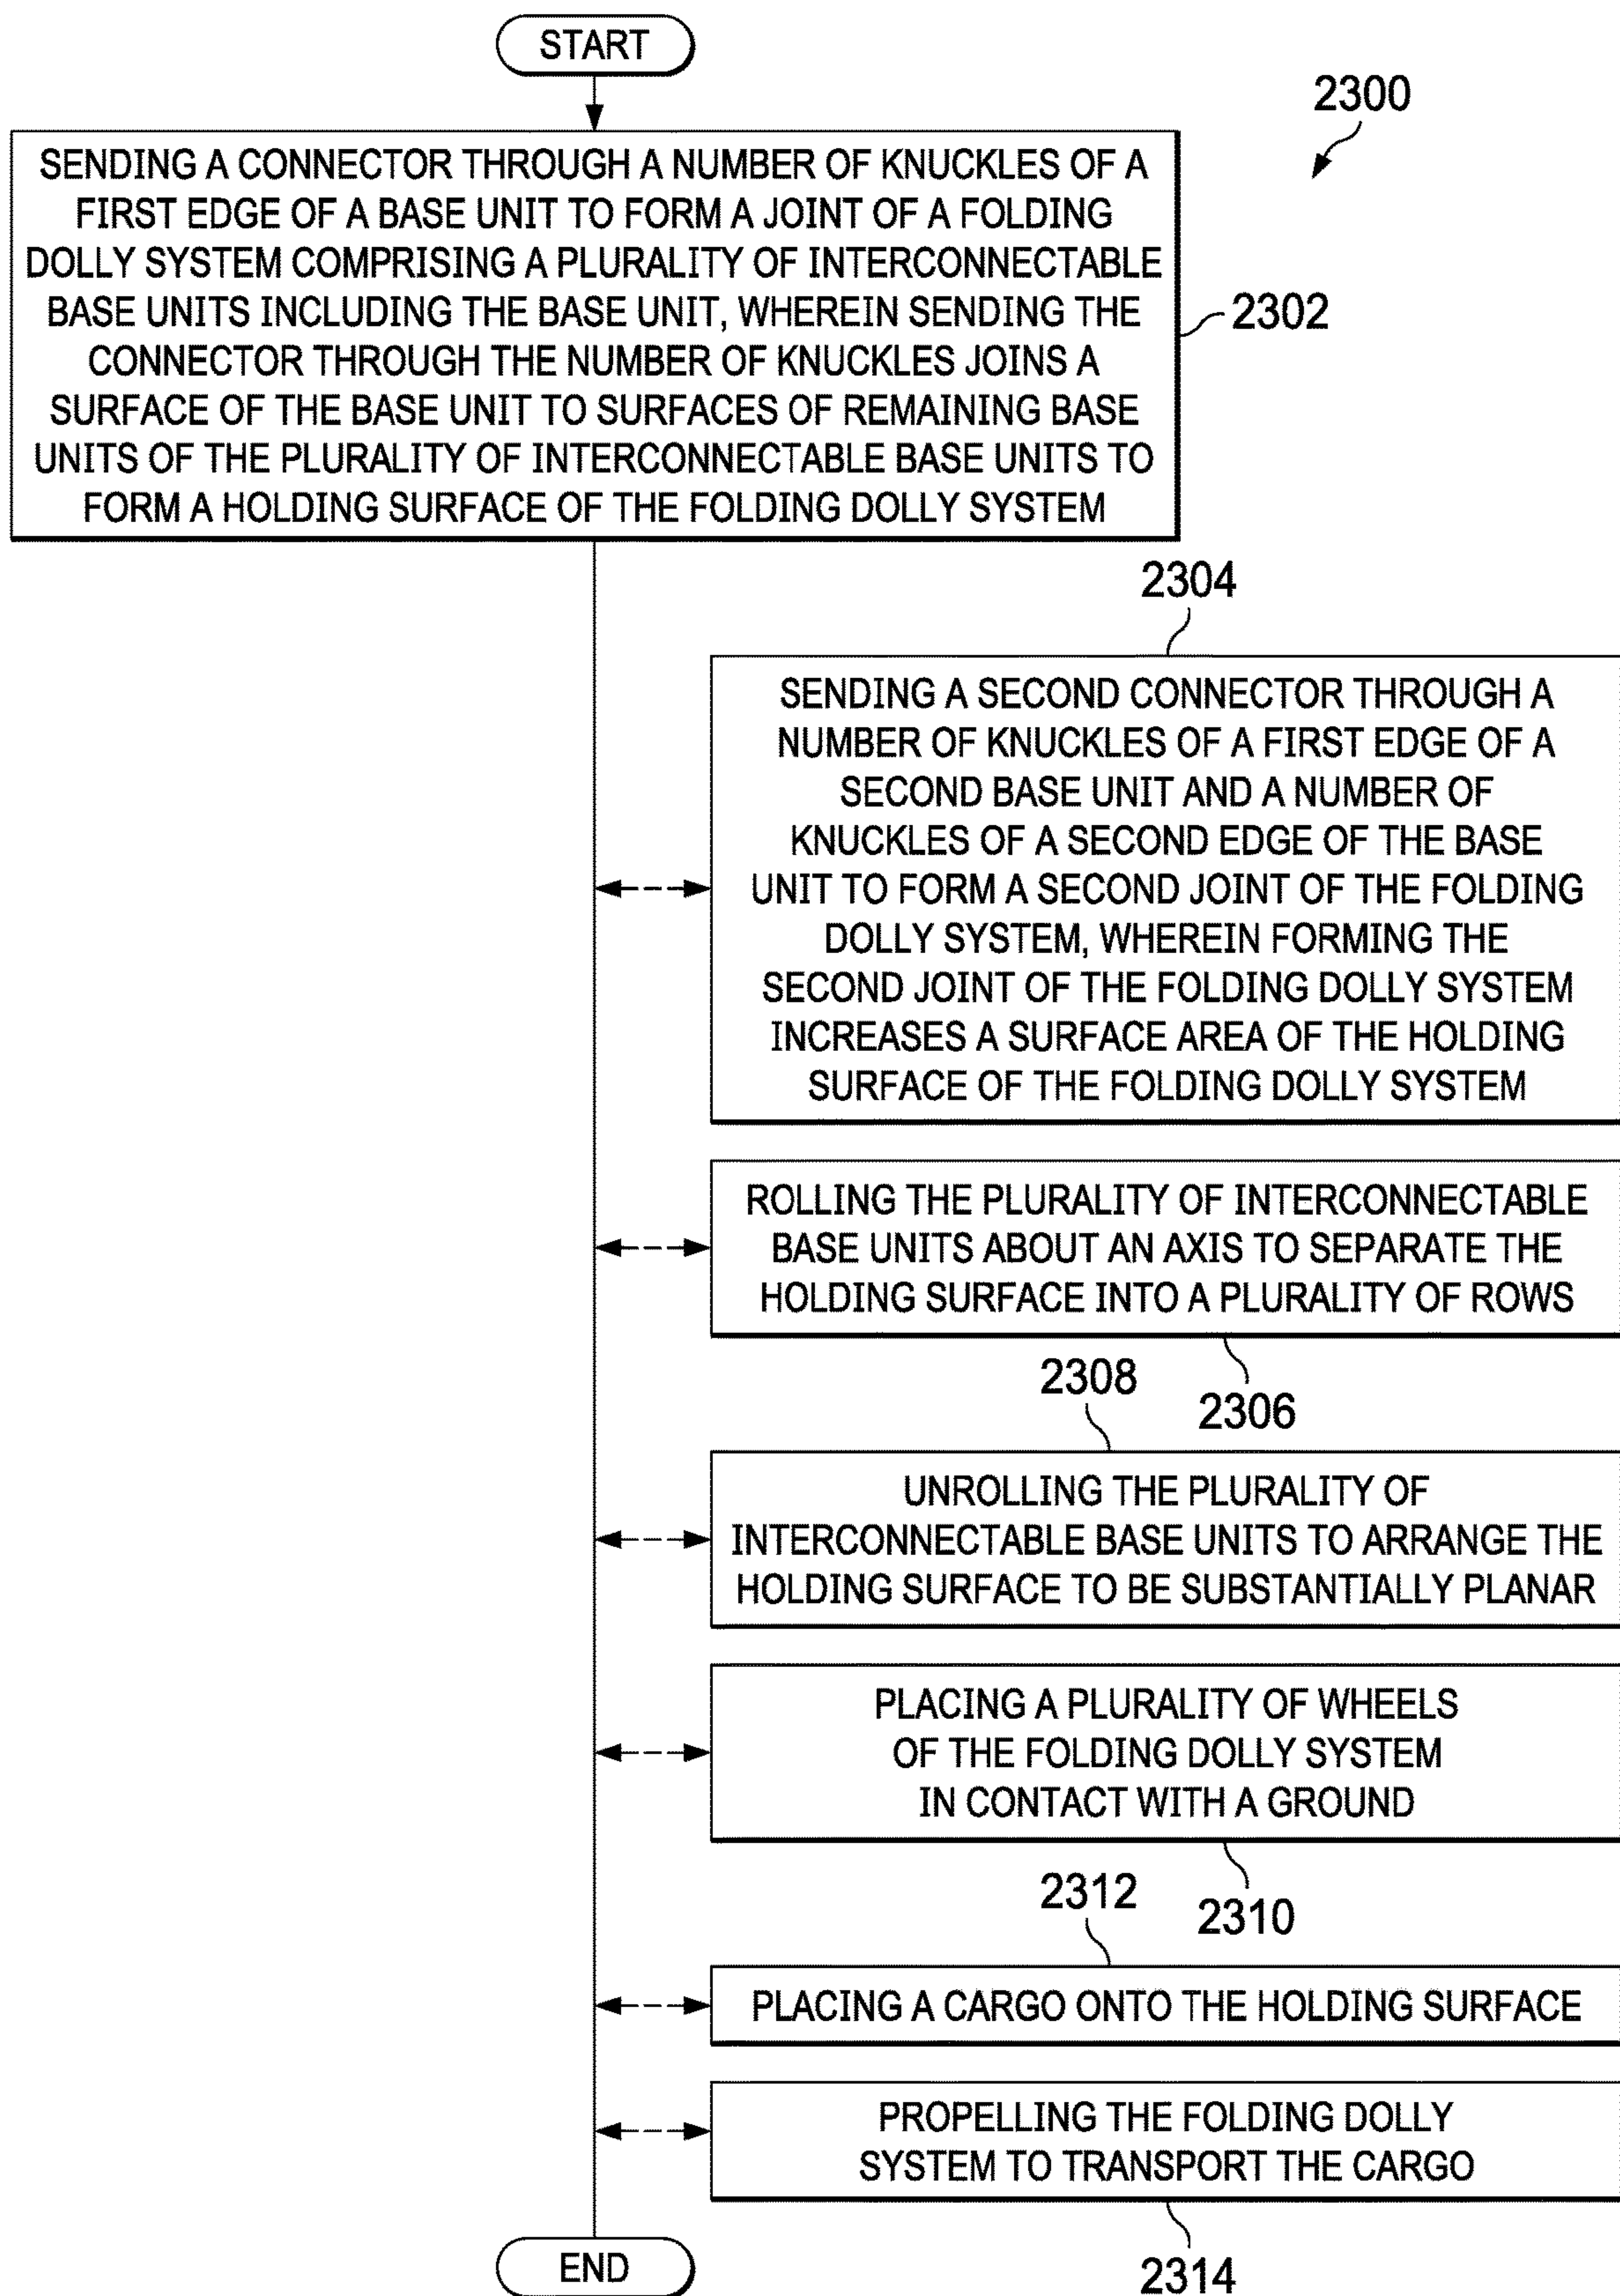 START
2300
SENDING A CONNECTOR THROUGH A NUMBER OF KNUCKLES OF A
FIRST EDGE OF A BASE UNIT TO FORM A JOINT OF A FOLDING
DOLLY SYSTEM COMPRISING A PLURALITY OF INTERCONNECTABLE
BASE UNITS INCLUDING THE BASE UNIT, WHEREIN SENDING THE
CONNECTOR THROUGH THE NUMBER OF KNUCKLES JOINS A
SURFACE OF THE BASE UNIT TO SURFACES OF REMAINING BASE
UNITS OF THE PLURALITY OF INTERCONNECTABLE BASE UNITS TO
FORM A HOLDING SURFACE OF THE FOLDING DOLLY SYSTEM
2302
2304
SENDING A SECOND CONNECTOR THROUGH A
NUMBER OF KNUCKLES OF A FIRST EDGE OF A
SECOND BASE UNIT AND A NUMBER OF
KNUCKLES OF A SECOND EDGE OF THE BASE
UNIT TO FORM A SECOND JOINT OF THE FOLDING
DOLLY SYSTEM, WHEREIN FORMING THE
SECOND JOINT OF THE FOLDING DOLLY SYSTEM
INCREASES A SURFACE AREA OF THE HOLDING
SURFACE OF THE FOLDING DOLLY SYSTEM
ROLLING THE PLURALITY OF INTERCONNECTABLE
BASE UNITS ABOUT AN AXIS TO SEPARATE THE
HOLDING SURFACE INTO A PLURALITY OF ROWS
2306
2308
UNROLLING THE PLURALITY OF
INTERCONNECTABLE BASE UNITS TO ARRANGE THE
HOLDING SURFACE TO BE SUBSTANTIALLY PLANAR
PLACING A PLURALITY OF WHEELS
OF THE FOLDING DOLLY SYSTEM
IN CONTACT WITH A GROUND
2310
2312
PLACING A CARGO ONTO THE HOLDING SURFACE
PROPELLING THE FOLDING DOLLY
SYSTEM TO TRANSPORT THE CARGO
2314
END